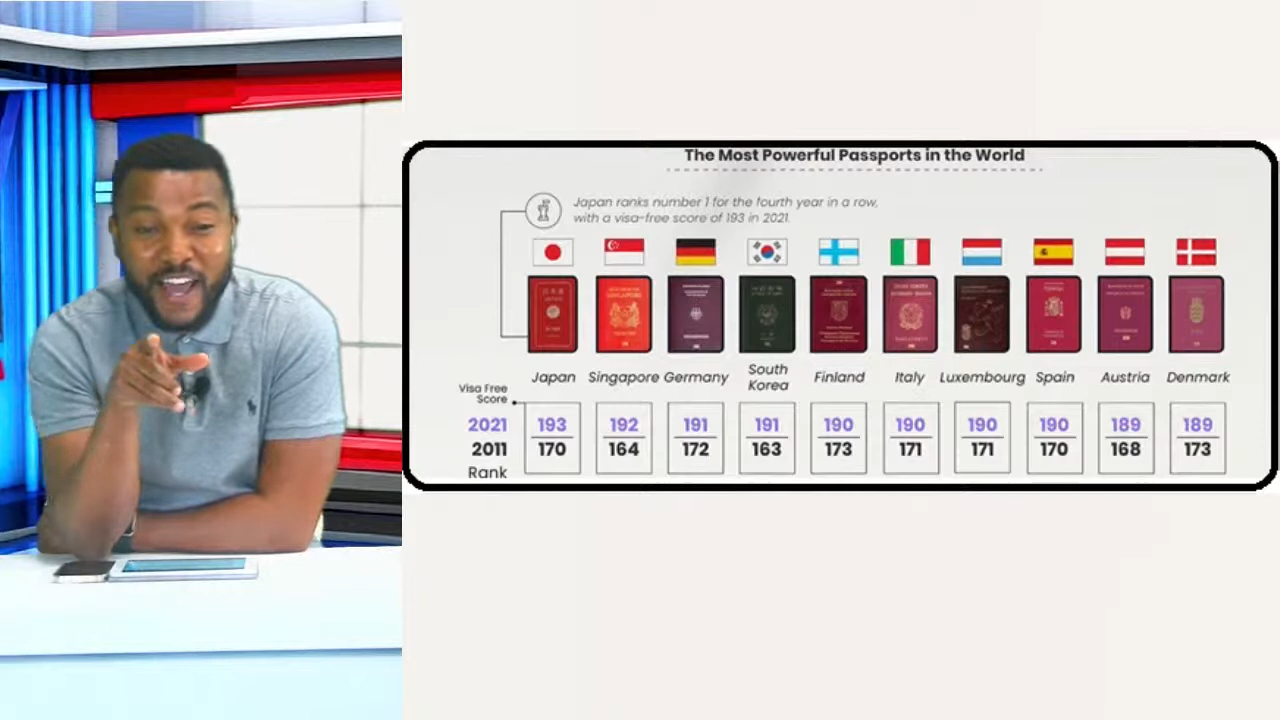 The Most Powerful Passports in the World
Japan ranks number 1 for the fourth year in a row,
with a visa-free score of 193 in 2021.
Japan Singapore Germany South Korea Finland Italy Luxembourg Spain Austria Denmark
Visa Free Score
2021 193 192 191 191 190 190 190 190 189 189
2011 170 164 172 163 173 171 171 170 168 173
Rank